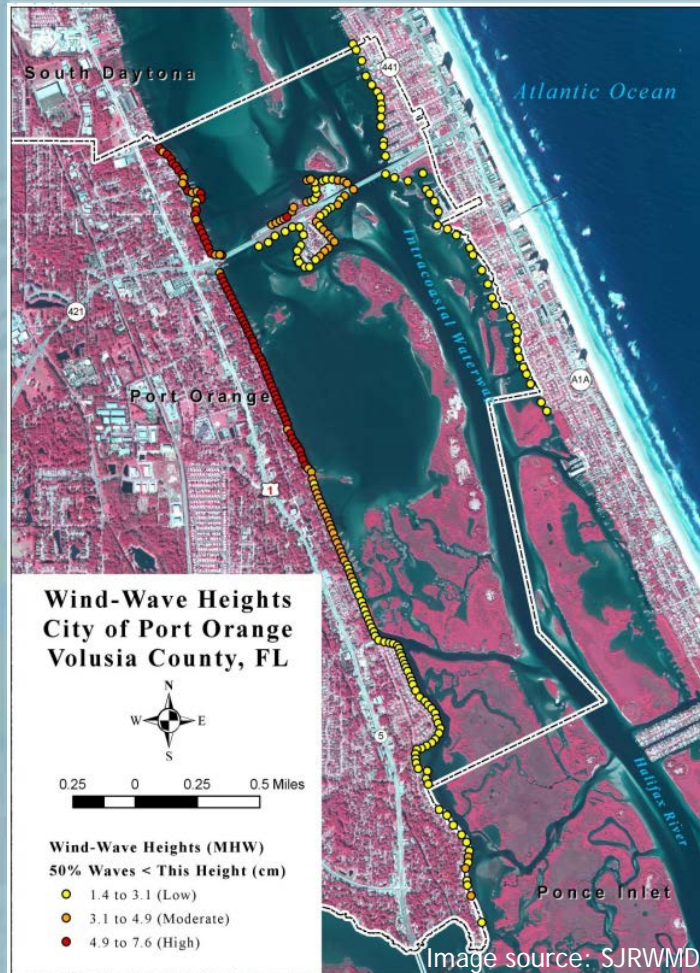 South Daytona
441
Atlantic Ocean
Intracoastal Waterway
421
A1A
Port Orange
1
Wind-Wave Heights
City of Port Orange
Volusia County, FL
N
W E
S
5
0.25 0 0.25 0.5 Miles
Halifax River
Wind-Wave Heights (MHW)
50% Waves < This Height (cm)
1.4 to 3.1 (Low)
3.1 to 4.9 (Moderate)
4.9 to 7.6 (High)
Ponce Inlet
Image source: SJRWMD